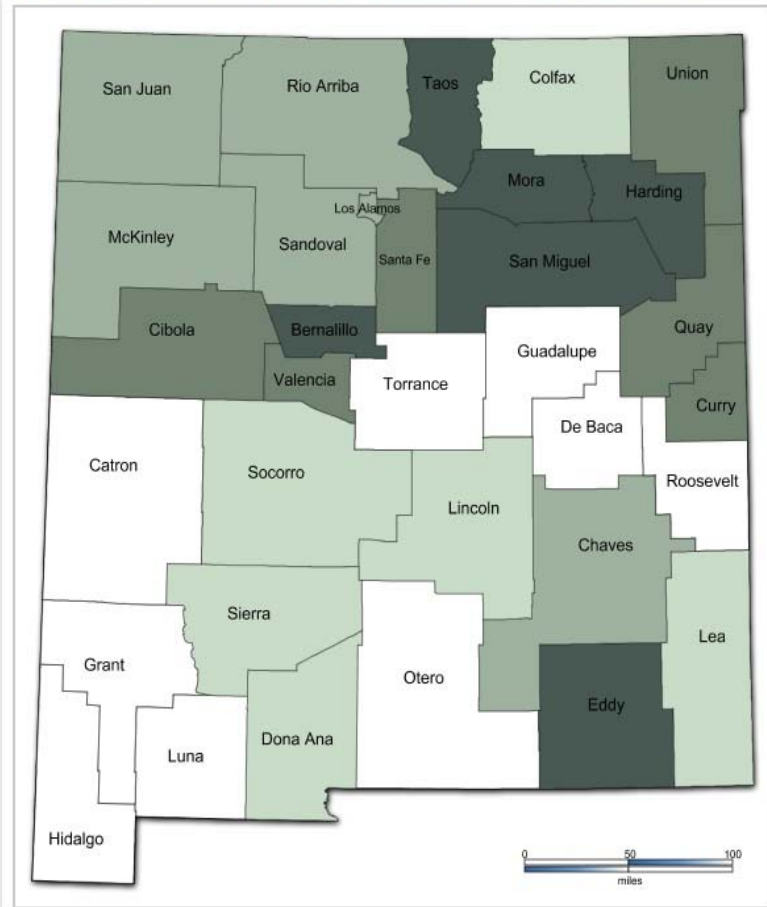 San Juan
Rio Arriba
Taos
Colfax
Union
Mora
Harding
Los Alamos
McKinley
Sandoval
Santa Fe
San Miguel
Cibola
Bernalillo
Quay
Guadalupe
Valencia
Torrance
Curry
De Baca
Catron
Socorro
Roosevelt
Lincoln
Chaves
Sierra
Lea
Grant
Otero
Eddy
Dona Ana
Luna
Hidalgo
0 50 100
miles